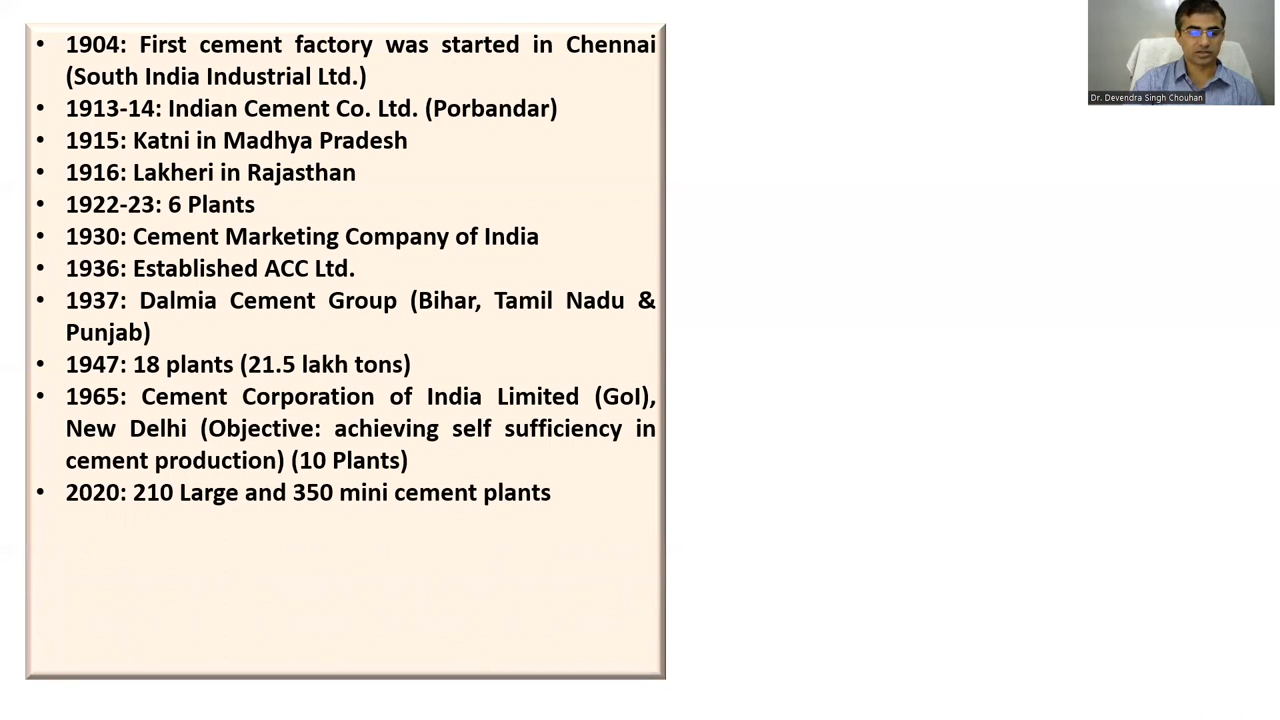 • 1904: First cement factory was started in Chennai
(South India Industrial Ltd.)
• 1913-14: Indian Cement Co. Ltd. (Porbandar)
• 1915: Katni in Madhya Pradesh
• 1916: Lakheri in Rajasthan
• 1922-23: 6 Plants
• 1930: Cement Marketing Company of India
• 1936: Established ACC Ltd.
• 1937: Dalmia Cement Group (Bihar, Tamil Nadu &
Punjab)
• 1947: 18 plants (21.5 lakh tons)
• 1965: Cement Corporation of India Limited (GoI),
New Delhi (Objective: achieving self sufficiency in
cement production) (10 Plants)
• 2020: 210 Large and 350 mini cement plants
Dr. Devendra Singh Chouhan